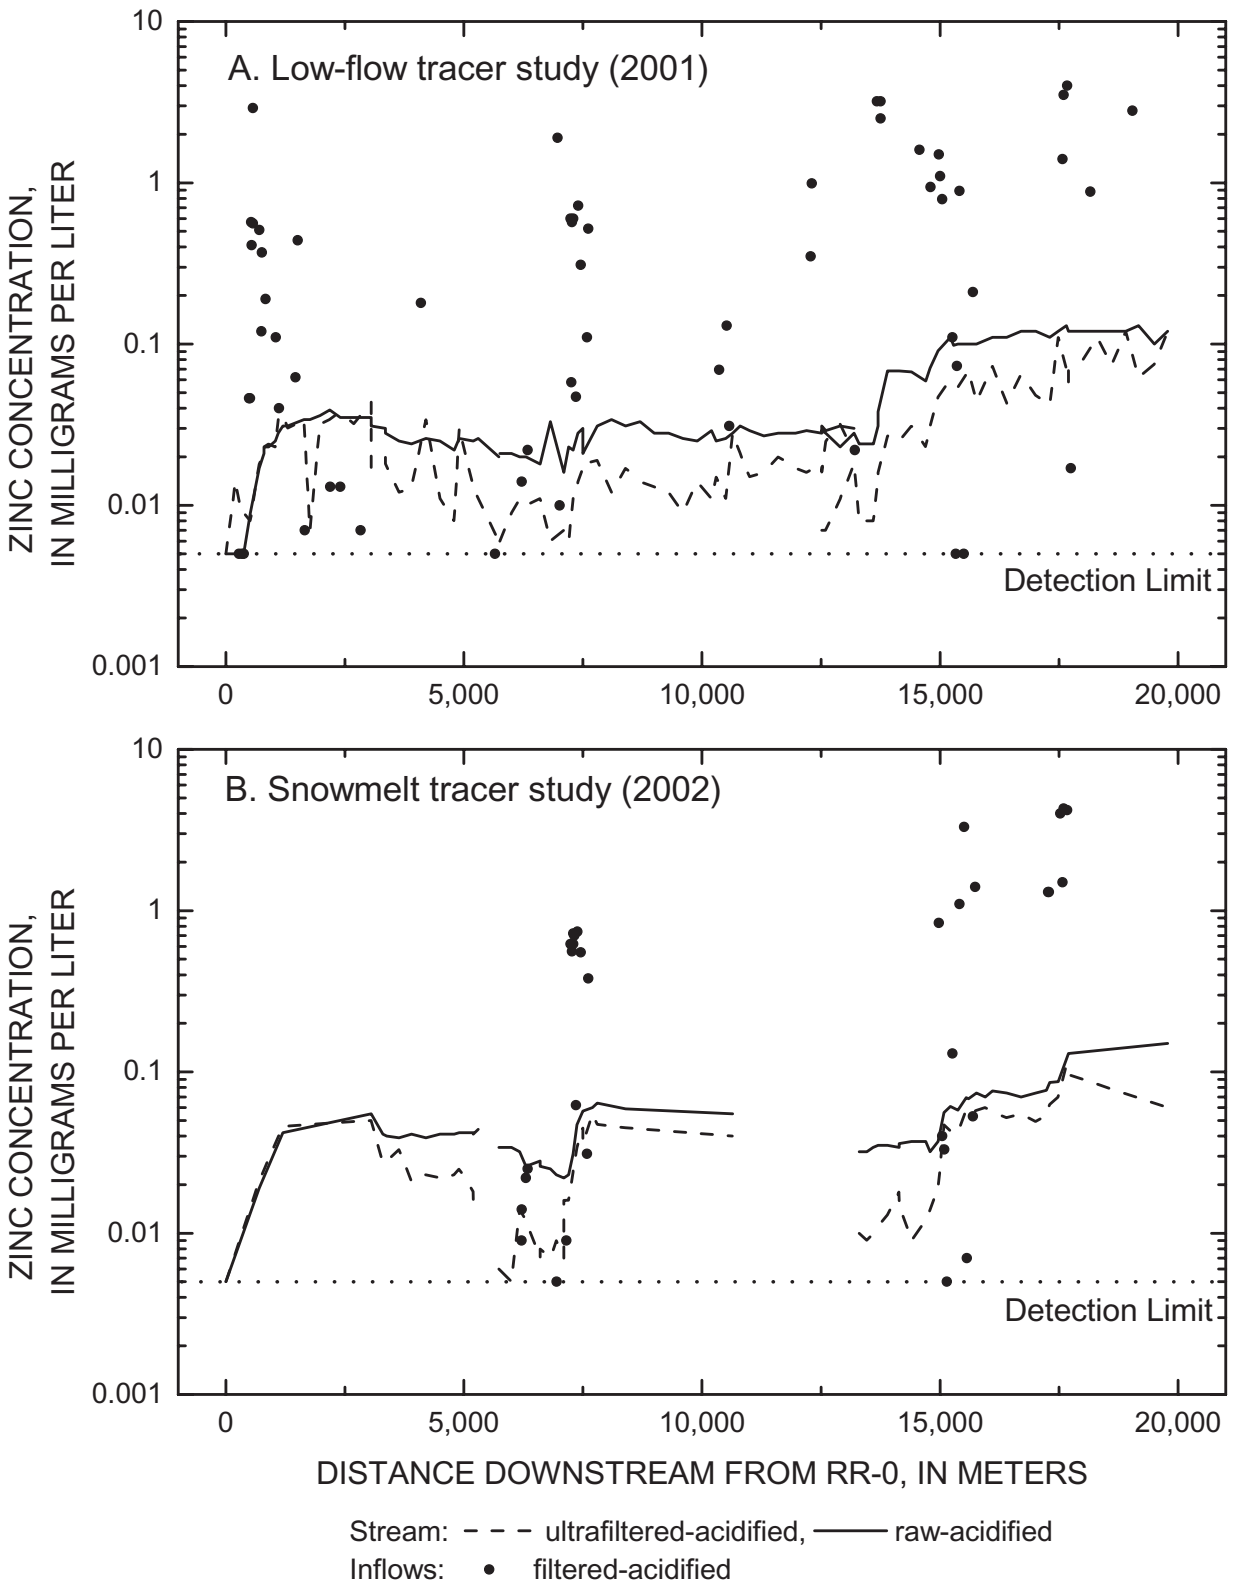 A. Low-flow tracer study (2001)
ZINC CONCENTRATION,
IN MILLIGRAMS PER LITER
10
1
0.1
0.01
0.001
Detection Limit
0 5,000 10,000 15,000 20,000
B. Snowmelt tracer study (2002)
ZINC CONCENTRATION,
IN MILLIGRAMS PER LITER
10
1
0.1
0.01
0.001
Detection Limit
0 5,000 10,000 15,000 20,000
DISTANCE DOWNSTREAM FROM RR-0, IN METERS
Stream: ultrafiltered-acidified, raw-acidified
Inflows: filtered-acidified